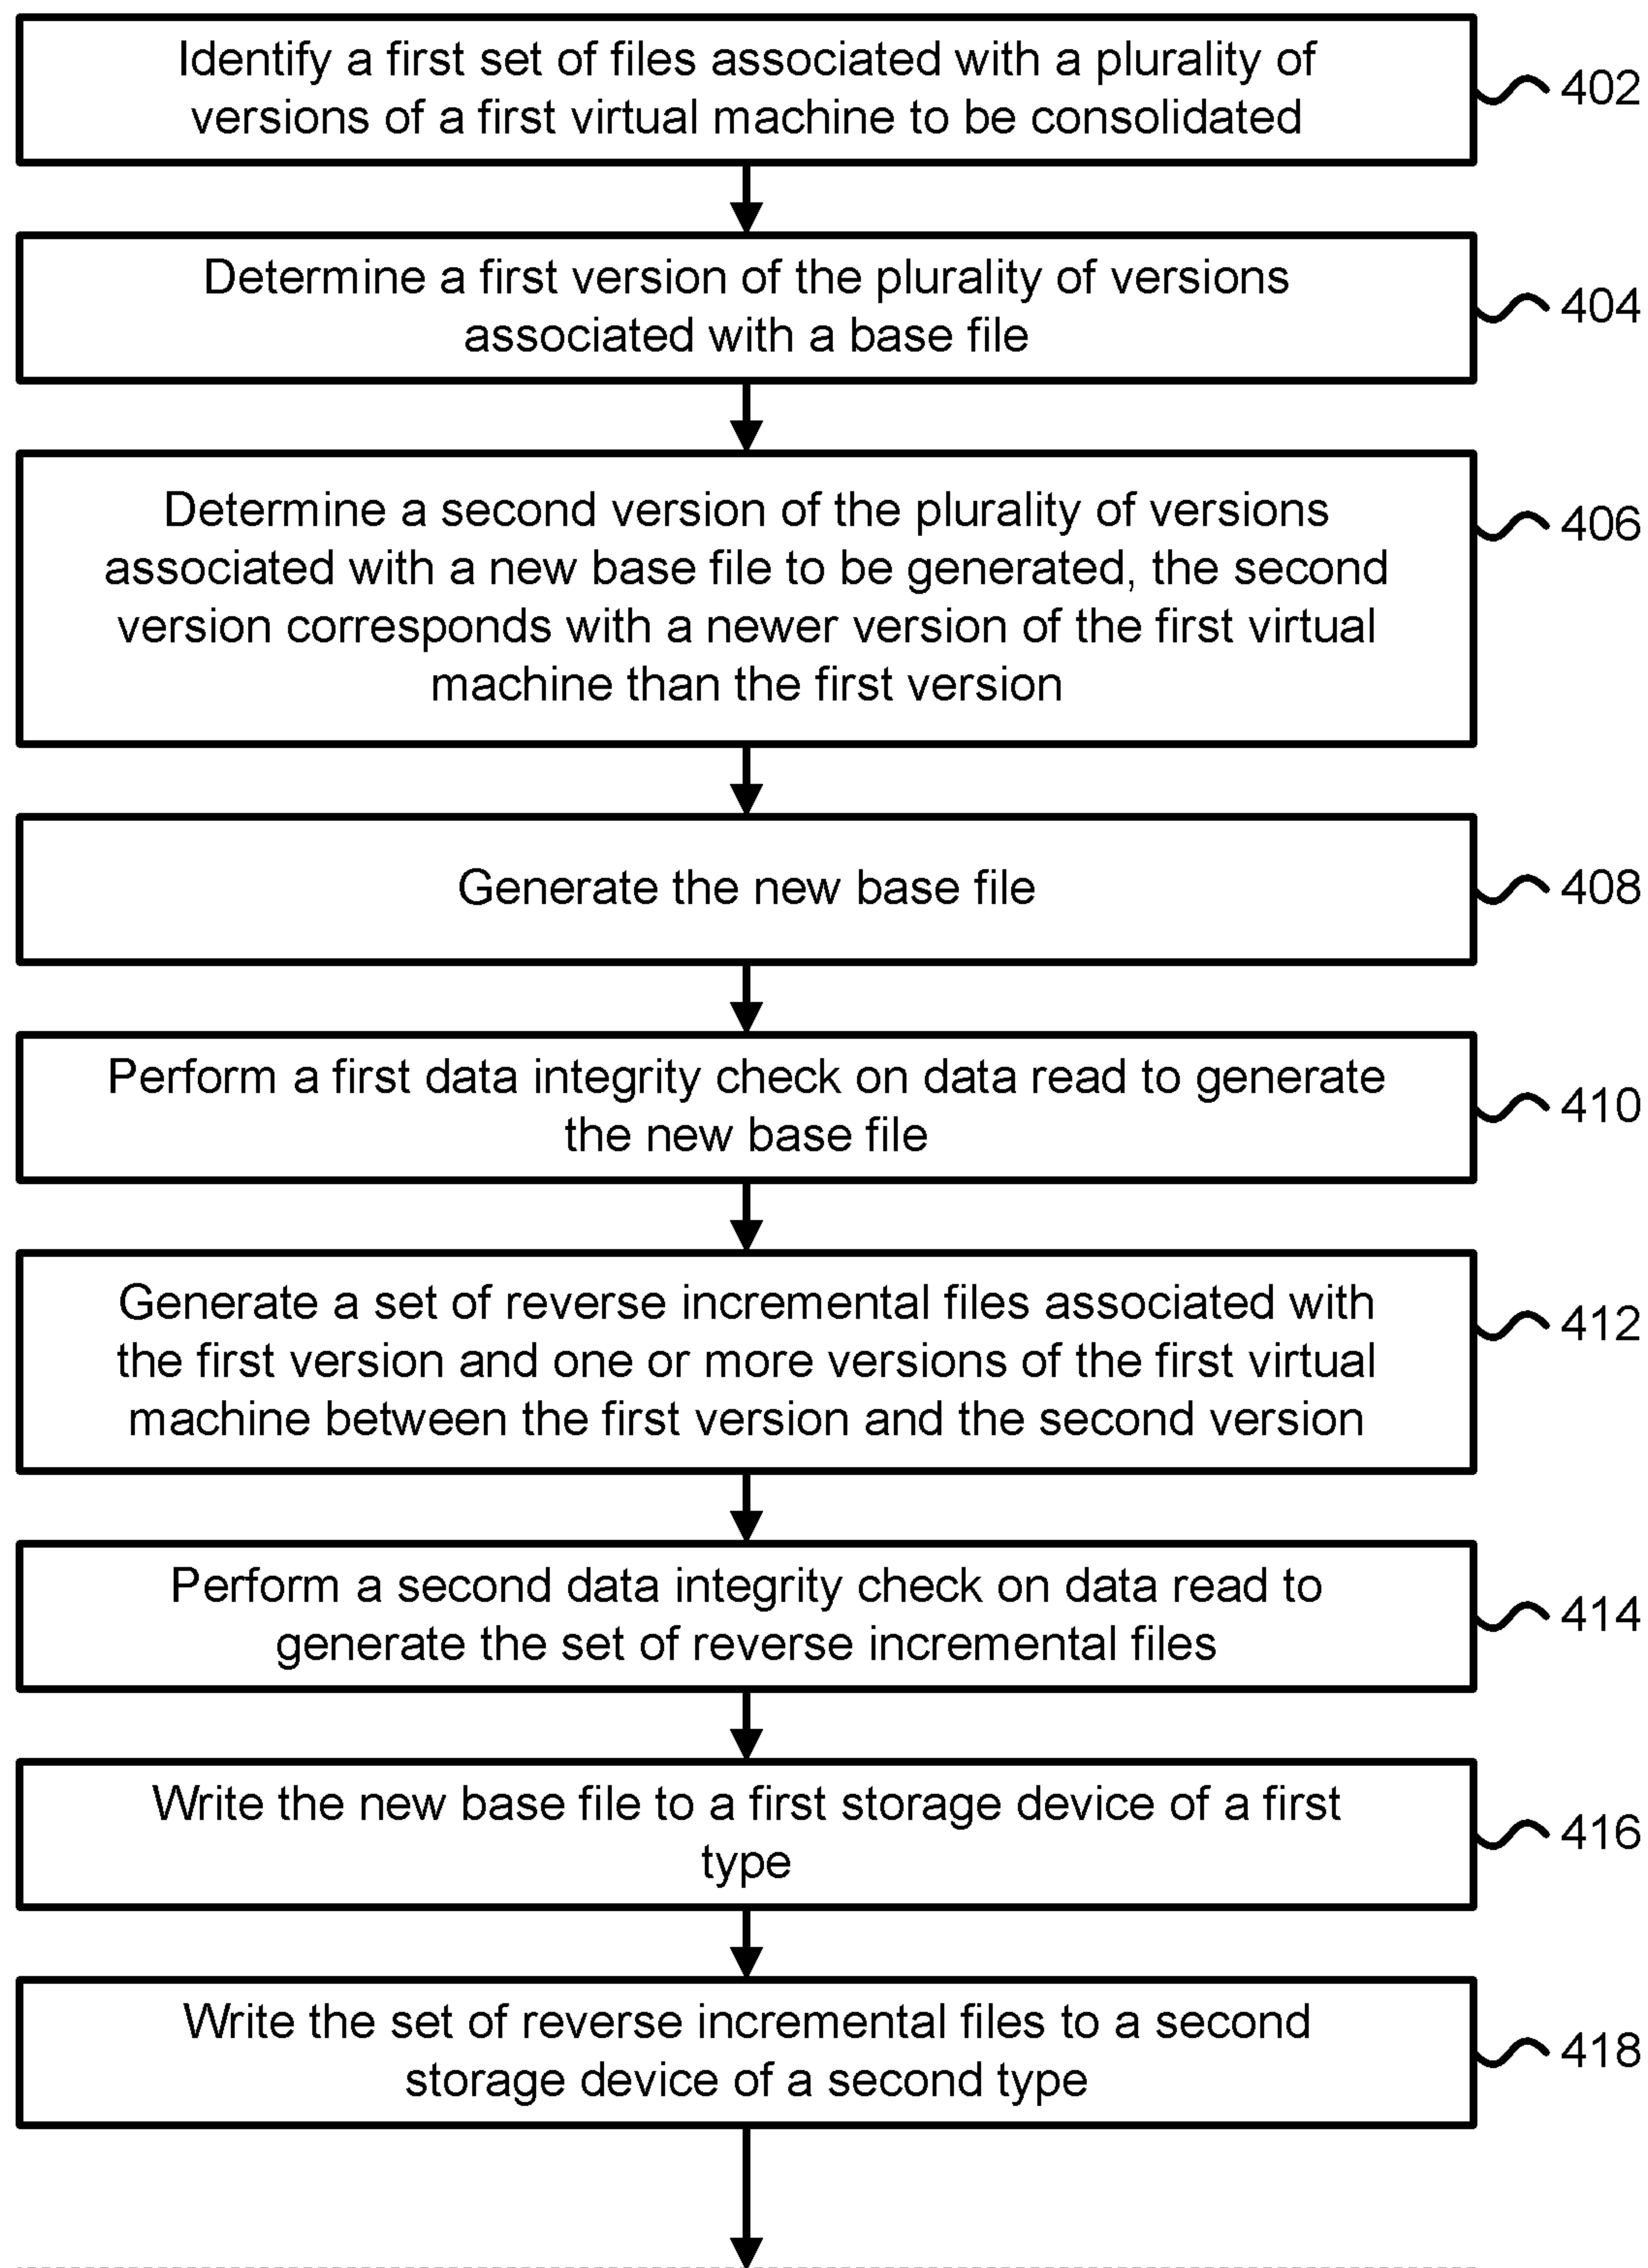 Identify a first set of files associated with a plurality of
versions of a first virtual machine to be consolidated
402
Determine a first version of the plurality of versions
associated with a base file
404
Determine a second version of the plurality of versions
associated with a new base file to be generated, the second
version corresponds with a newer version of the first virtual
machine than the first version
406
Generate the new base file
408
Perform a first data integrity check on data read to generate
the new base file
410
Generate a set of reverse incremental files associated with
the first version and one or more versions of the first virtual
machine between the first version and the second version
412
Perform a second data integrity check on data read to
generate the set of reverse incremental files
414
Write the new base file to a first storage device of a first
type
416
Write the set of reverse incremental files to a second
storage device of a second type
418